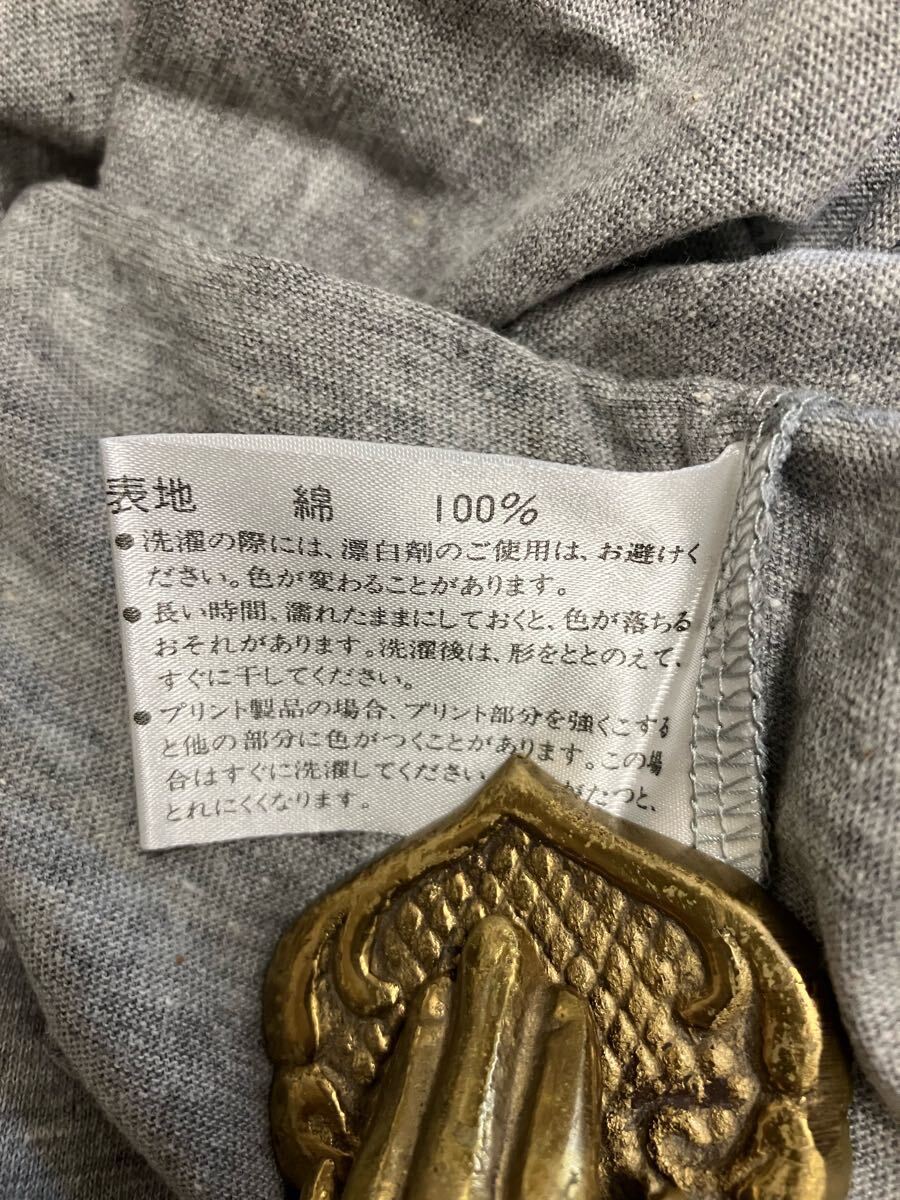 表地 綿 100%
●洗濯の際には、漂白剤のご使用は、お避けく
ださい。色が変わることがあります。
●長い時間、濡れたままにしておくと、色が落ちる
おそれがあります。洗濯後は、形をととのえて、
すぐに干してください。
●プリント製品の場合、プリント部分を強くこする
と他の部分に色がつくことがあります。この場
合はすぐに洗濯してください。 がたつと、
とれにくくなります。